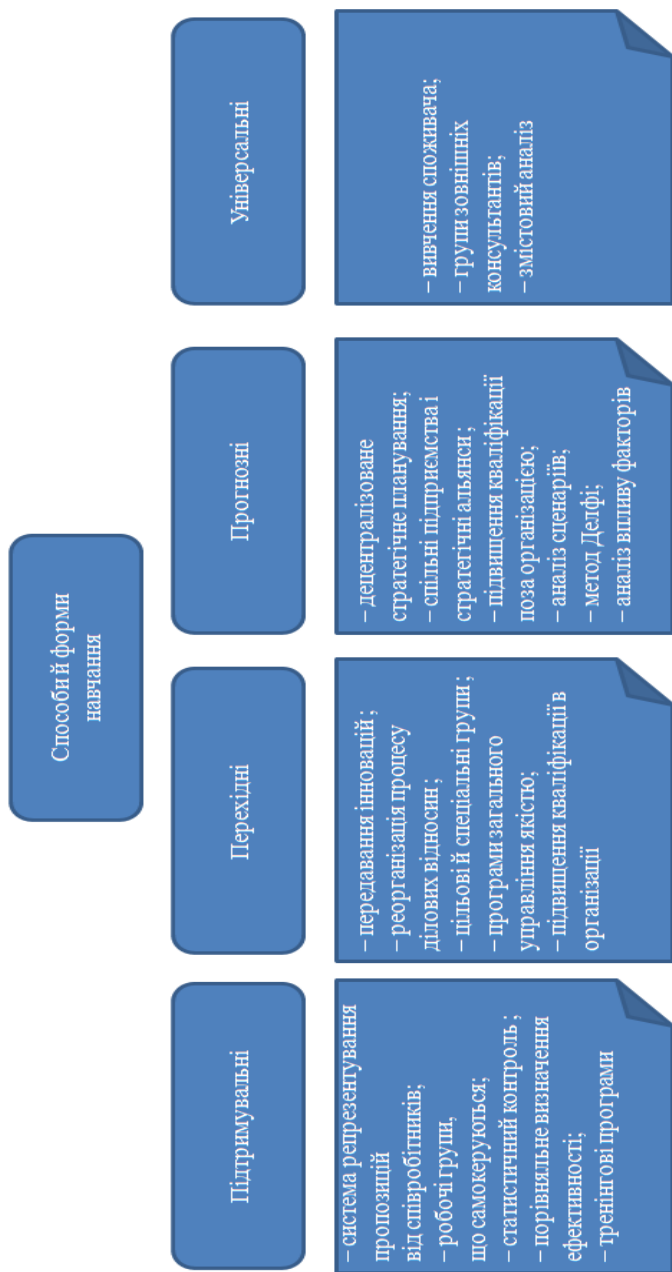 Способи й форми
навчання
Підтримувальні
– система репрезентування
пропозицій
від співробітників;
– робочі групи,
що самокеруються;
– статистичний контроль ;
– порівняльне визначення
ефективності;
– тренінгові програми
Перехідні
– передавання інновацій ;
– реорганізація процесу
ділових відносин ;
– цільові й спеціальні групи ;
– програми загального
управління якістю;
– підвищення кваліфікації в
організації
Прогнозні
– децентралізоване
стратегічне планування;
– спільні підприємства і
стратегічні альянси ;
– підвищення кваліфікації
поза організацією;
– аналіз сценаріїв;
– метод Делфі;
– аналіз впливу факторів
Універсальні
– вивчення споживача;
– групи зовнішніх
консультантів;
– змістовий аналіз